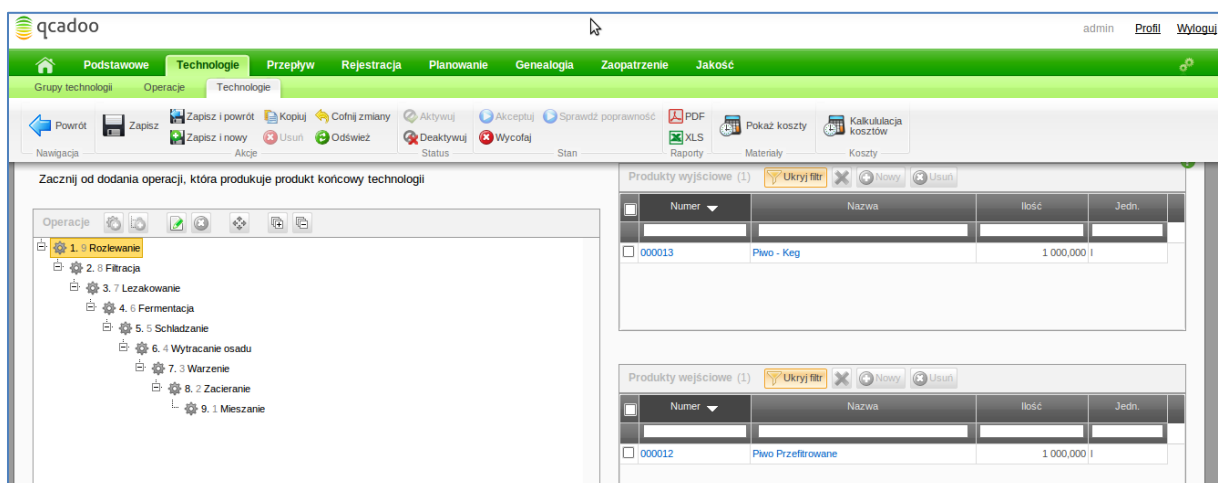 qcadoo admin Profil Wyloguj
Podstawowe Technologie Przepływ Rejestracja Planowanie Genealogia Zaopatrzenie Jakość
Grupy technologii Operacje Technologie
Powrót Zapisz Zapisz i powrót Kopiuj Cofnij zmiany Aktywuj Akceptuj Sprawdź poprawność PDF Pokaż koszty Kalkulacja kosztów
Zapisz i nowy Usuń Odśwież Deaktywuj Wycofaj XLS
Nawigacja Akcje Status Stan Raporty Materiały Koszty
Zacznij od dodania operacji, która produkuje produkt końcowy technologii
Operacje
1. 9 Rozlewanie
2. 8 Filtracja
3. 7 Lezakowanie
4. 6 Fermentacja
5. 5 Schladzanie
6. 4 Wytracanie osadu
7. 3 Warzenie
8. 2 Zacieranie
9. 1 Mieszanie
Produkty wyjściowe (1) Ukryj filtr Nowy Usuń
Numer Nazwa Ilość Jedn.
000013 Piwo - Keg 1 000,000 l
Produkty wejściowe (1) Ukryj filtr Nowy Usuń
Numer Nazwa Ilość Jedn.
000012 Piwo Przefitrowane 1 000,000 l